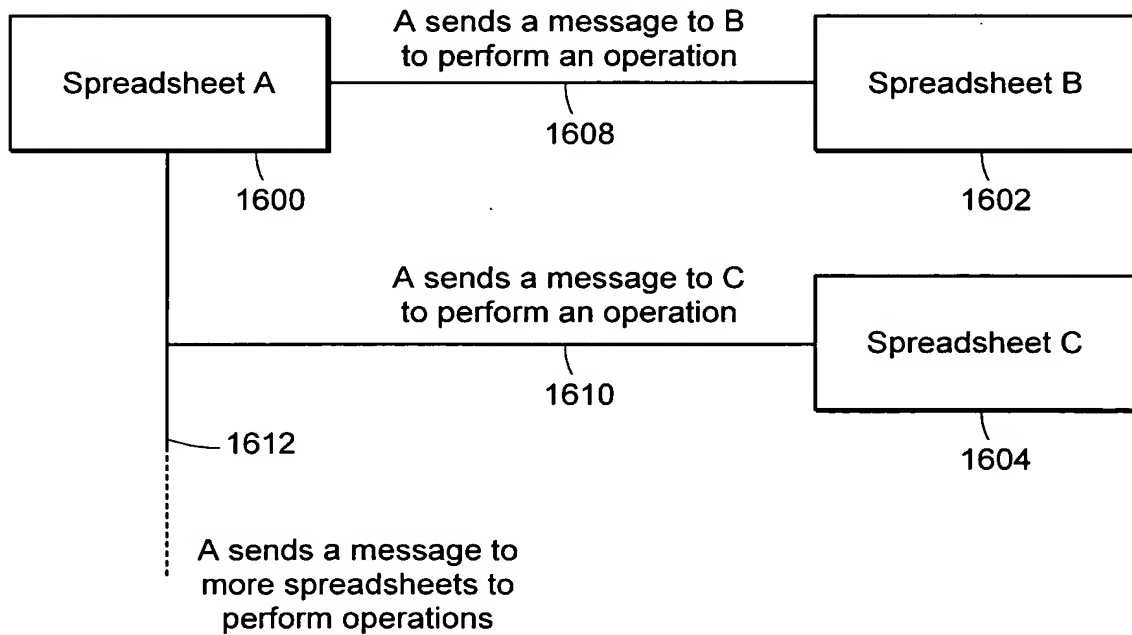 A sends a message to B
to perform an operation
Spreadsheet A
Spreadsheet B
1608
1600
1602
A sends a message to C
to perform an operation
Spreadsheet C
1610
1612
1604
A sends a message to
more spreadsheets to
perform operations